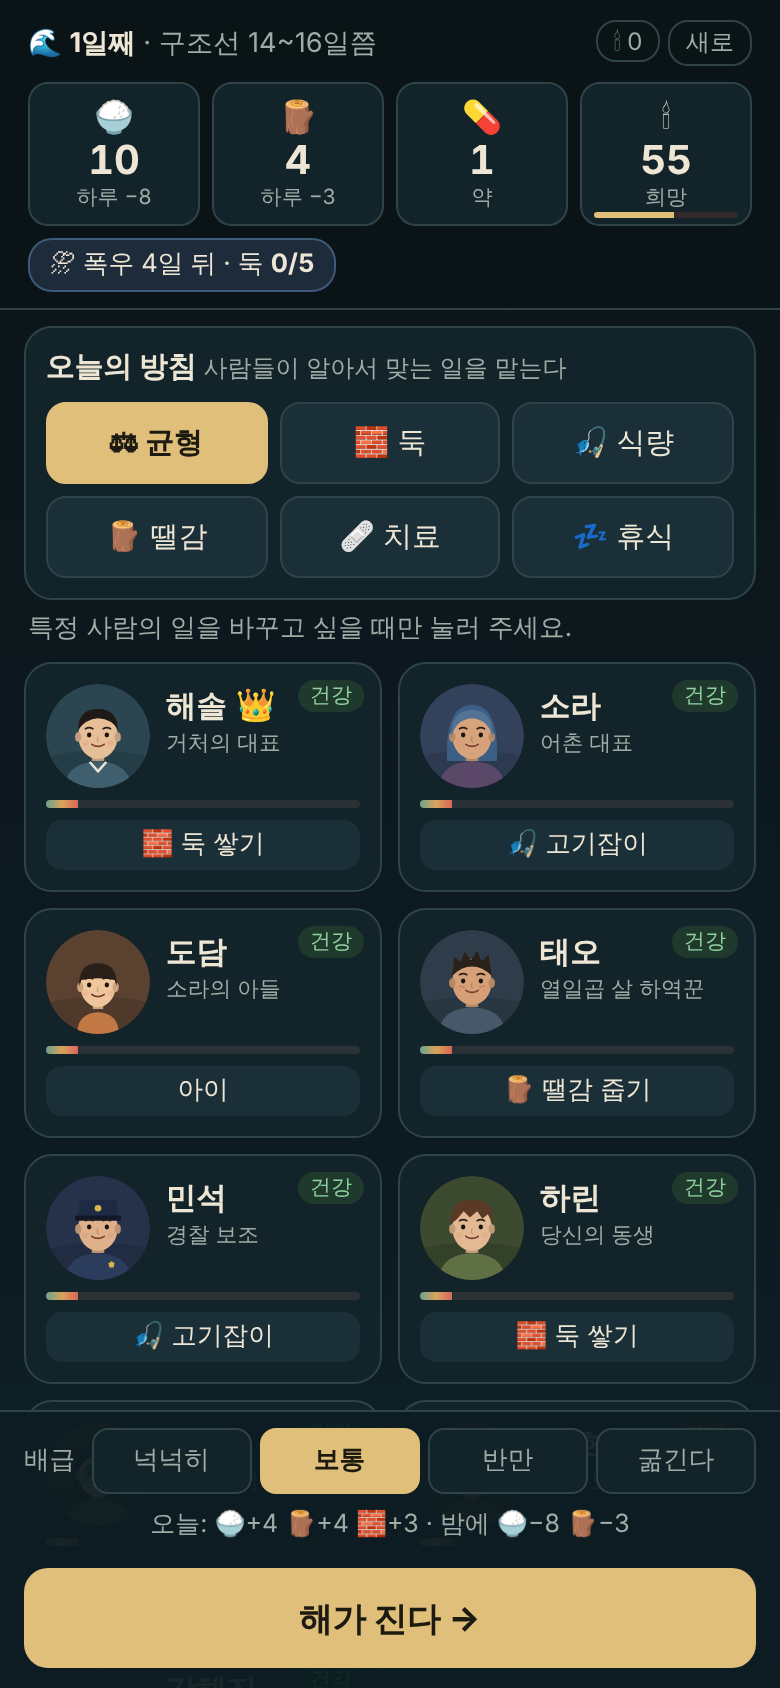 1일째 · 구조선 14~16일쯤
0 새로
10 4 1 55
하루 −8 하루 −3 약 희망
폭우 4일 뒤 · 둑 0/5
오늘의 방침 사람들이 알아서 맞는 일을 맡는다
균형 둑 식량
땔감 치료 휴식
특정 사람의 일을 바꾸고 싶을 때만 눌러 주세요.
해솔 건강
거처의 대표
둑 쌓기
소라 건강
어촌 대표
고기잡이
도담 건강
소라의 아들
아이
태오 건강
열일곱 살 하역꾼
땔감 줍기
민석 건강
경찰 보조
고기잡이
하린 건강
당신의 동생
둑 쌓기
배급 넉넉히 보통 반만 굶긴다
오늘: +4 +4 +3 · 밤에 −8 −3
해가 진다 →